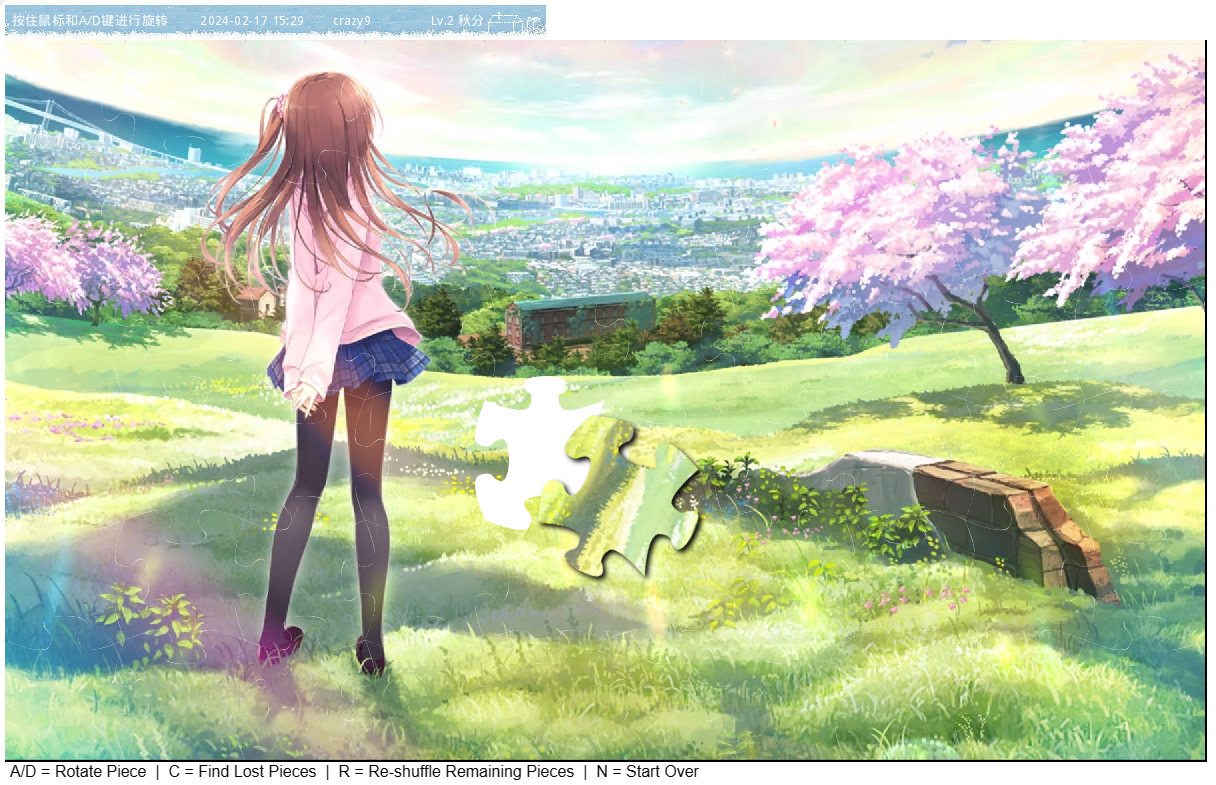 按住鼠标和A/D键进行旋转 2024-02-17 15:29 crazy9 Lv.2 秋分
A/D = Rotate Piece | C = Find Lost Pieces | R = Re-shuffle Remaining Pieces | N = Start Over